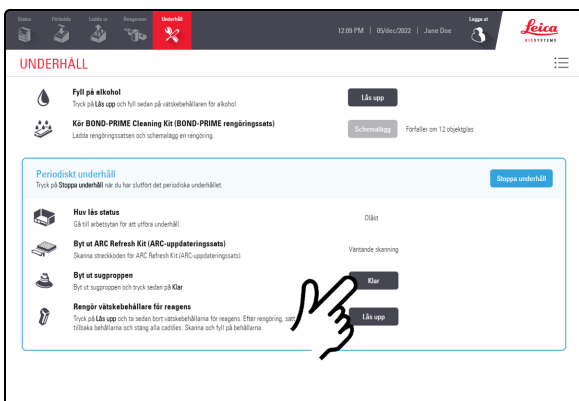 Status Förladda Ladda ur Reagenser Underhåll Logga ut
12:09 PM | 05/dec/2022 | Jane Doe
Leica
BIOSYSTEMS
UNDERHÅLL
Fyll på alkohol
Tryck på Lås upp och fyll sedan på vätskebehållaren för alkohol.
Lås upp
Kör BOND-PRIME Cleaning Kit (BOND-PRIME rengöringssats)
Ladda rengöringssatsen och schemalägg en rengöring.
Schemalägg
Förfaller om 12 objektglas
Periodiskt underhåll
Tryck på Stoppa underhåll när du har slutfört det periodiska underhållet.
Stoppa underhåll
Huv lås status
Gå till arbetsytan för att utföra underhåll.
Olåst
Byt ut ARC Refresh Kit (ARC-uppdateringssats)
Skanna streckkoden för ARC Refresh Kit (ARC-uppdateringssats).
Väntande skanning
Byt ut sugproppen
Byt ut sugproppen och tryck sedan på Klar
Klar
Rengör vätskebehållare för reagens
Tryck på Lås upp och ta sedan bort vätskebehållarna för reagens. Efter rengöring, sätt
tillbaka behållarna och stäng alla caddies. Skanna och fyll på behållarna.
Lås upp